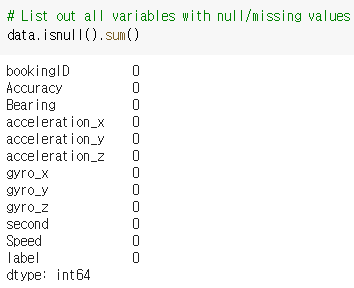 # List out all variables with null/missing values
data.isnull().sum()
bookingID 0
Accuracy 0
Bearing 0
acceleration_x 0
acceleration_y 0
acceleration_z 0
gyro_x 0
gyro_y 0
gyro_z 0
second 0
Speed 0
label 0
dtype: int64